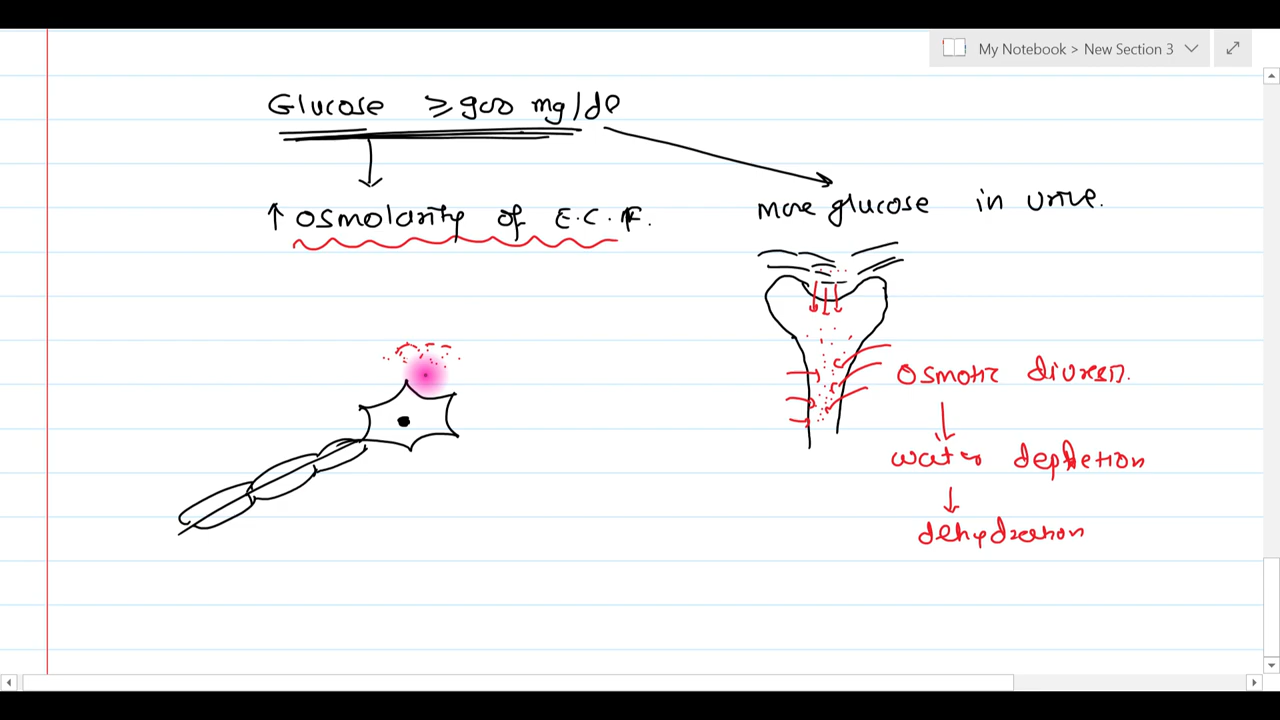 My Notebook > New Section 3
Glucose ≥ 900 mg/dl
↑ osmolarity of E.C.F.
more glucose in urine.
osmotic diuresis.
↓
water depletion
↓
dehydration